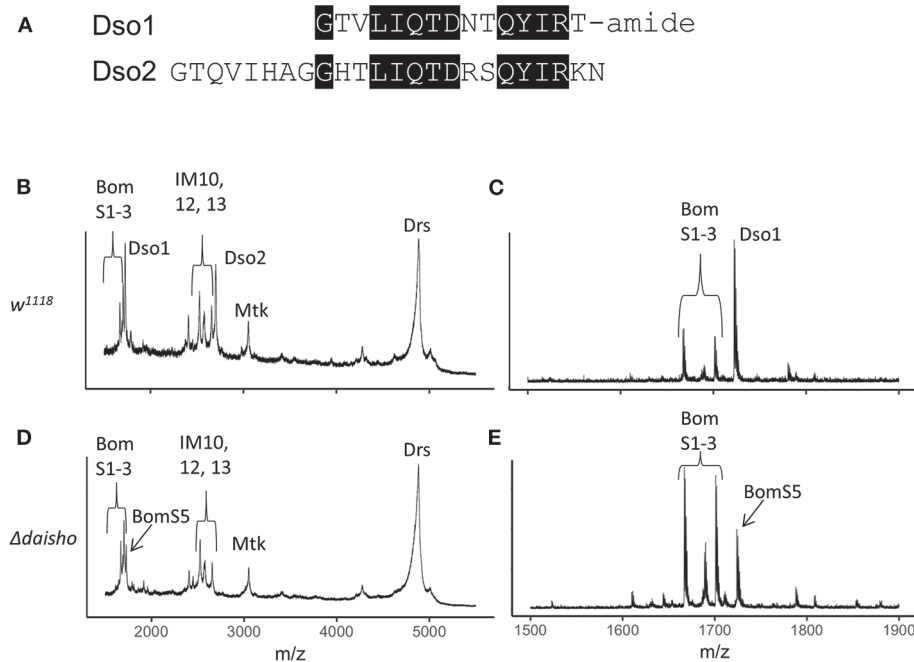 A
Dso1 GTVLIQTDNTQYIRT-amide
Dso2 GTQVIHAGGHTLIQTDRSQYIRKN
B
Bom
S1-3
IM10,
12, 13
Dso1
Dso2
Mtk
Drs
w1118
C
Bom
S1-3
Dso1
D
Bom
S1-3
IM10,
12, 13
BomS5
Mtk
Drs
Δdaisho
2000 3000 4000 5000
m/z
E
Bom
S1-3
BomS5
1500 1600 1700 1800 1900
m/z